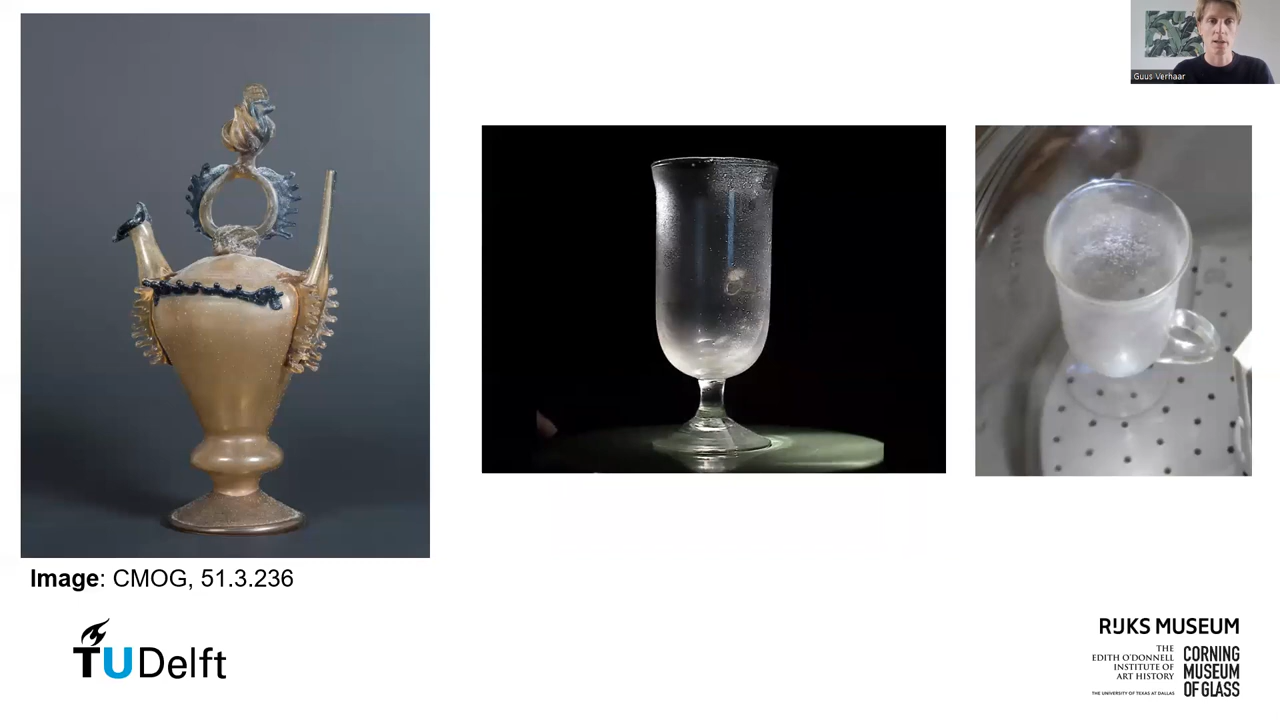 Guus Verhaar
Image: CMOG, 51.3.236
TU Delft
RIJKS MUSEUM
THE
EDITH O'DONNELL
INSTITUTE OF
ART HISTORY
THE UNIVERSITY OF TEXAS AT DALLAS
CORNING
MUSEUM
OF GLASS